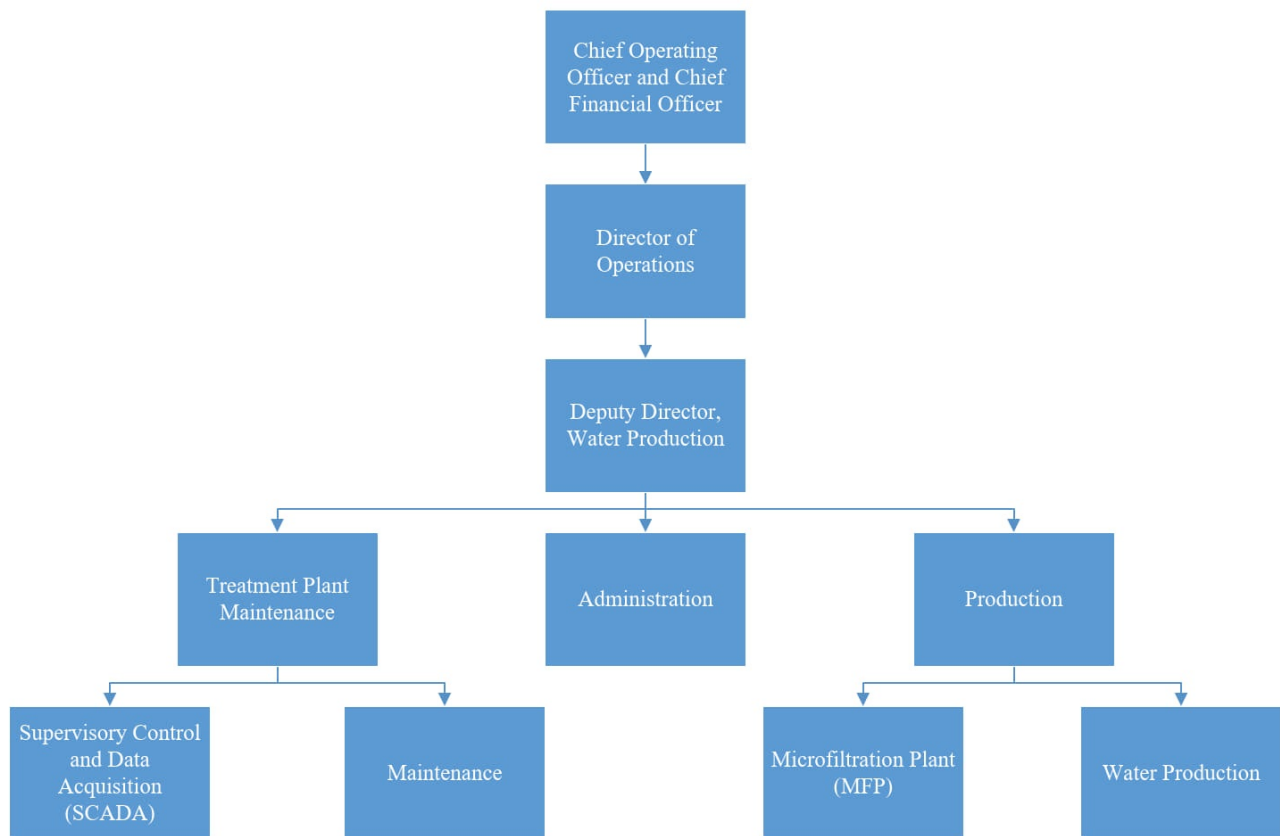 Chief Operating
Officer and Chief
Financial Officer
Director of
Operations
Deputy Director,
Water Production
Treatment Plant
Maintenance
Administration
Production
Supervisory Control
and Data
Acquisition
(SCADA)
Maintenance
Microfiltration Plant
(MFP)
Water Production